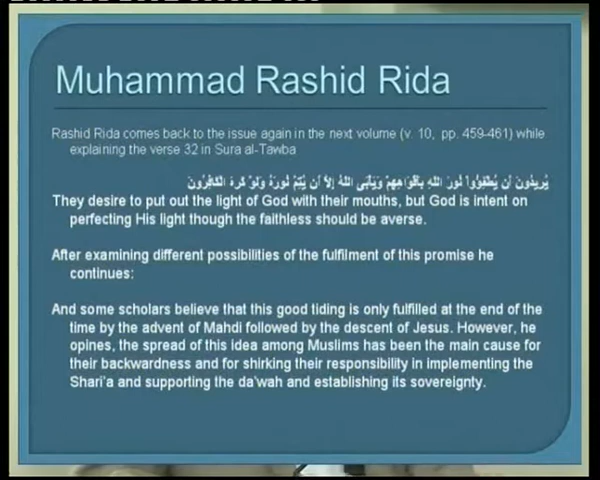 Muhammad Rashid Rida
Rashid Rida comes back to the issue again in the next volume (v. 10, pp. 459-461) while
explaining the verse 32 in Sura al-Tawba
يُرِيدُونَ أَن يُطْفِؤُواْ نُورَ اللّهِ بِأَفْوَاهِهِمْ وَيَأْبَى اللّهُ إِلاَّ أَن يُتِمَّ نُورَهُ وَلَوْ كَرِهَ الْكَافِرُونَ
They desire to put out the light of God with their mouths, but God is intent on
perfecting His light though the faithless should be averse.
After examining different possibilities of the fulfilment of this promise he
continues:
And some scholars believe that this good tiding is only fulfilled at the end of the
time by the advent of Mahdi followed by the descent of Jesus. However, he
opines, the spread of this idea among Muslims has been the main cause for
their backwardness and for shirking their responsibility in implementing the
Shari'a and supporting the da'wah and establishing its sovereignty.